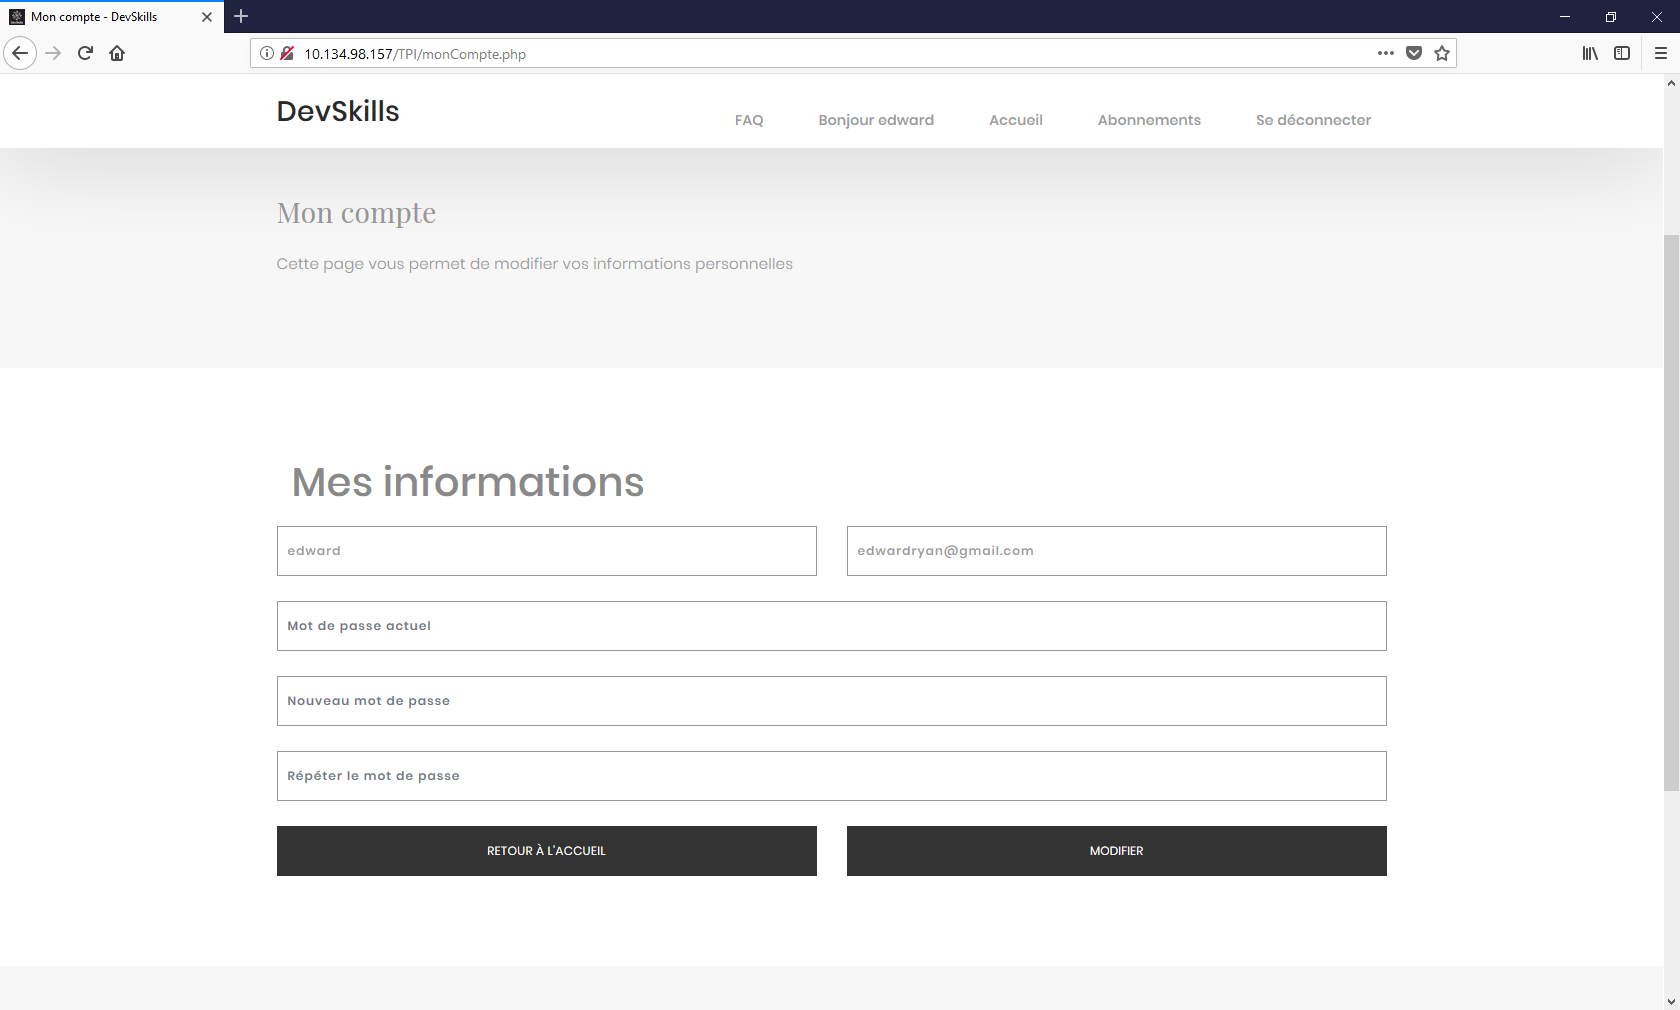 Mon compte - DevSkills
10.134.98.157/TPI/monCompte.php
DevSkills
FAQ
Bonjour edward
Accueil
Abonnements
Se déconnecter
Mon compte
Cette page vous permet de modifier vos informations personnelles
Mes informations
edward
edwardryan@gmail.com
Mot de passe actuel
Nouveau mot de passe
Répéter le mot de passe
RETOUR À L'ACCUEIL
MODIFIER